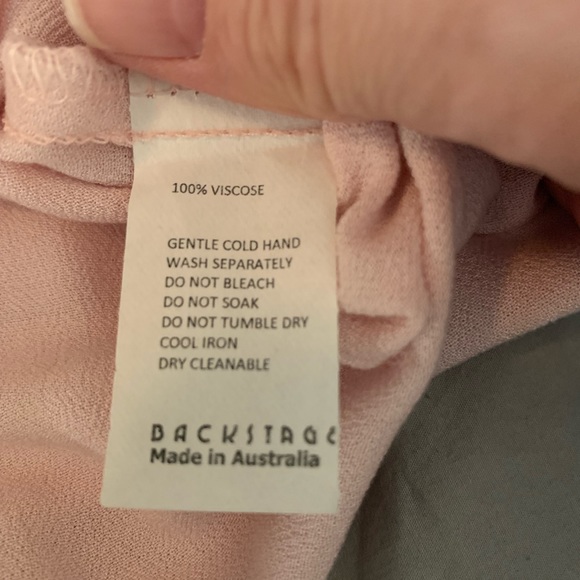 100% VISCOSE
GENTLE COLD HAND
WASH SEPARATELY
DO NOT BLEACH
DO NOT SOAK
DO NOT TUMBLE DRY
COOL IRON
DRY CLEANABLE
BACKSTAGE
Made in Australia